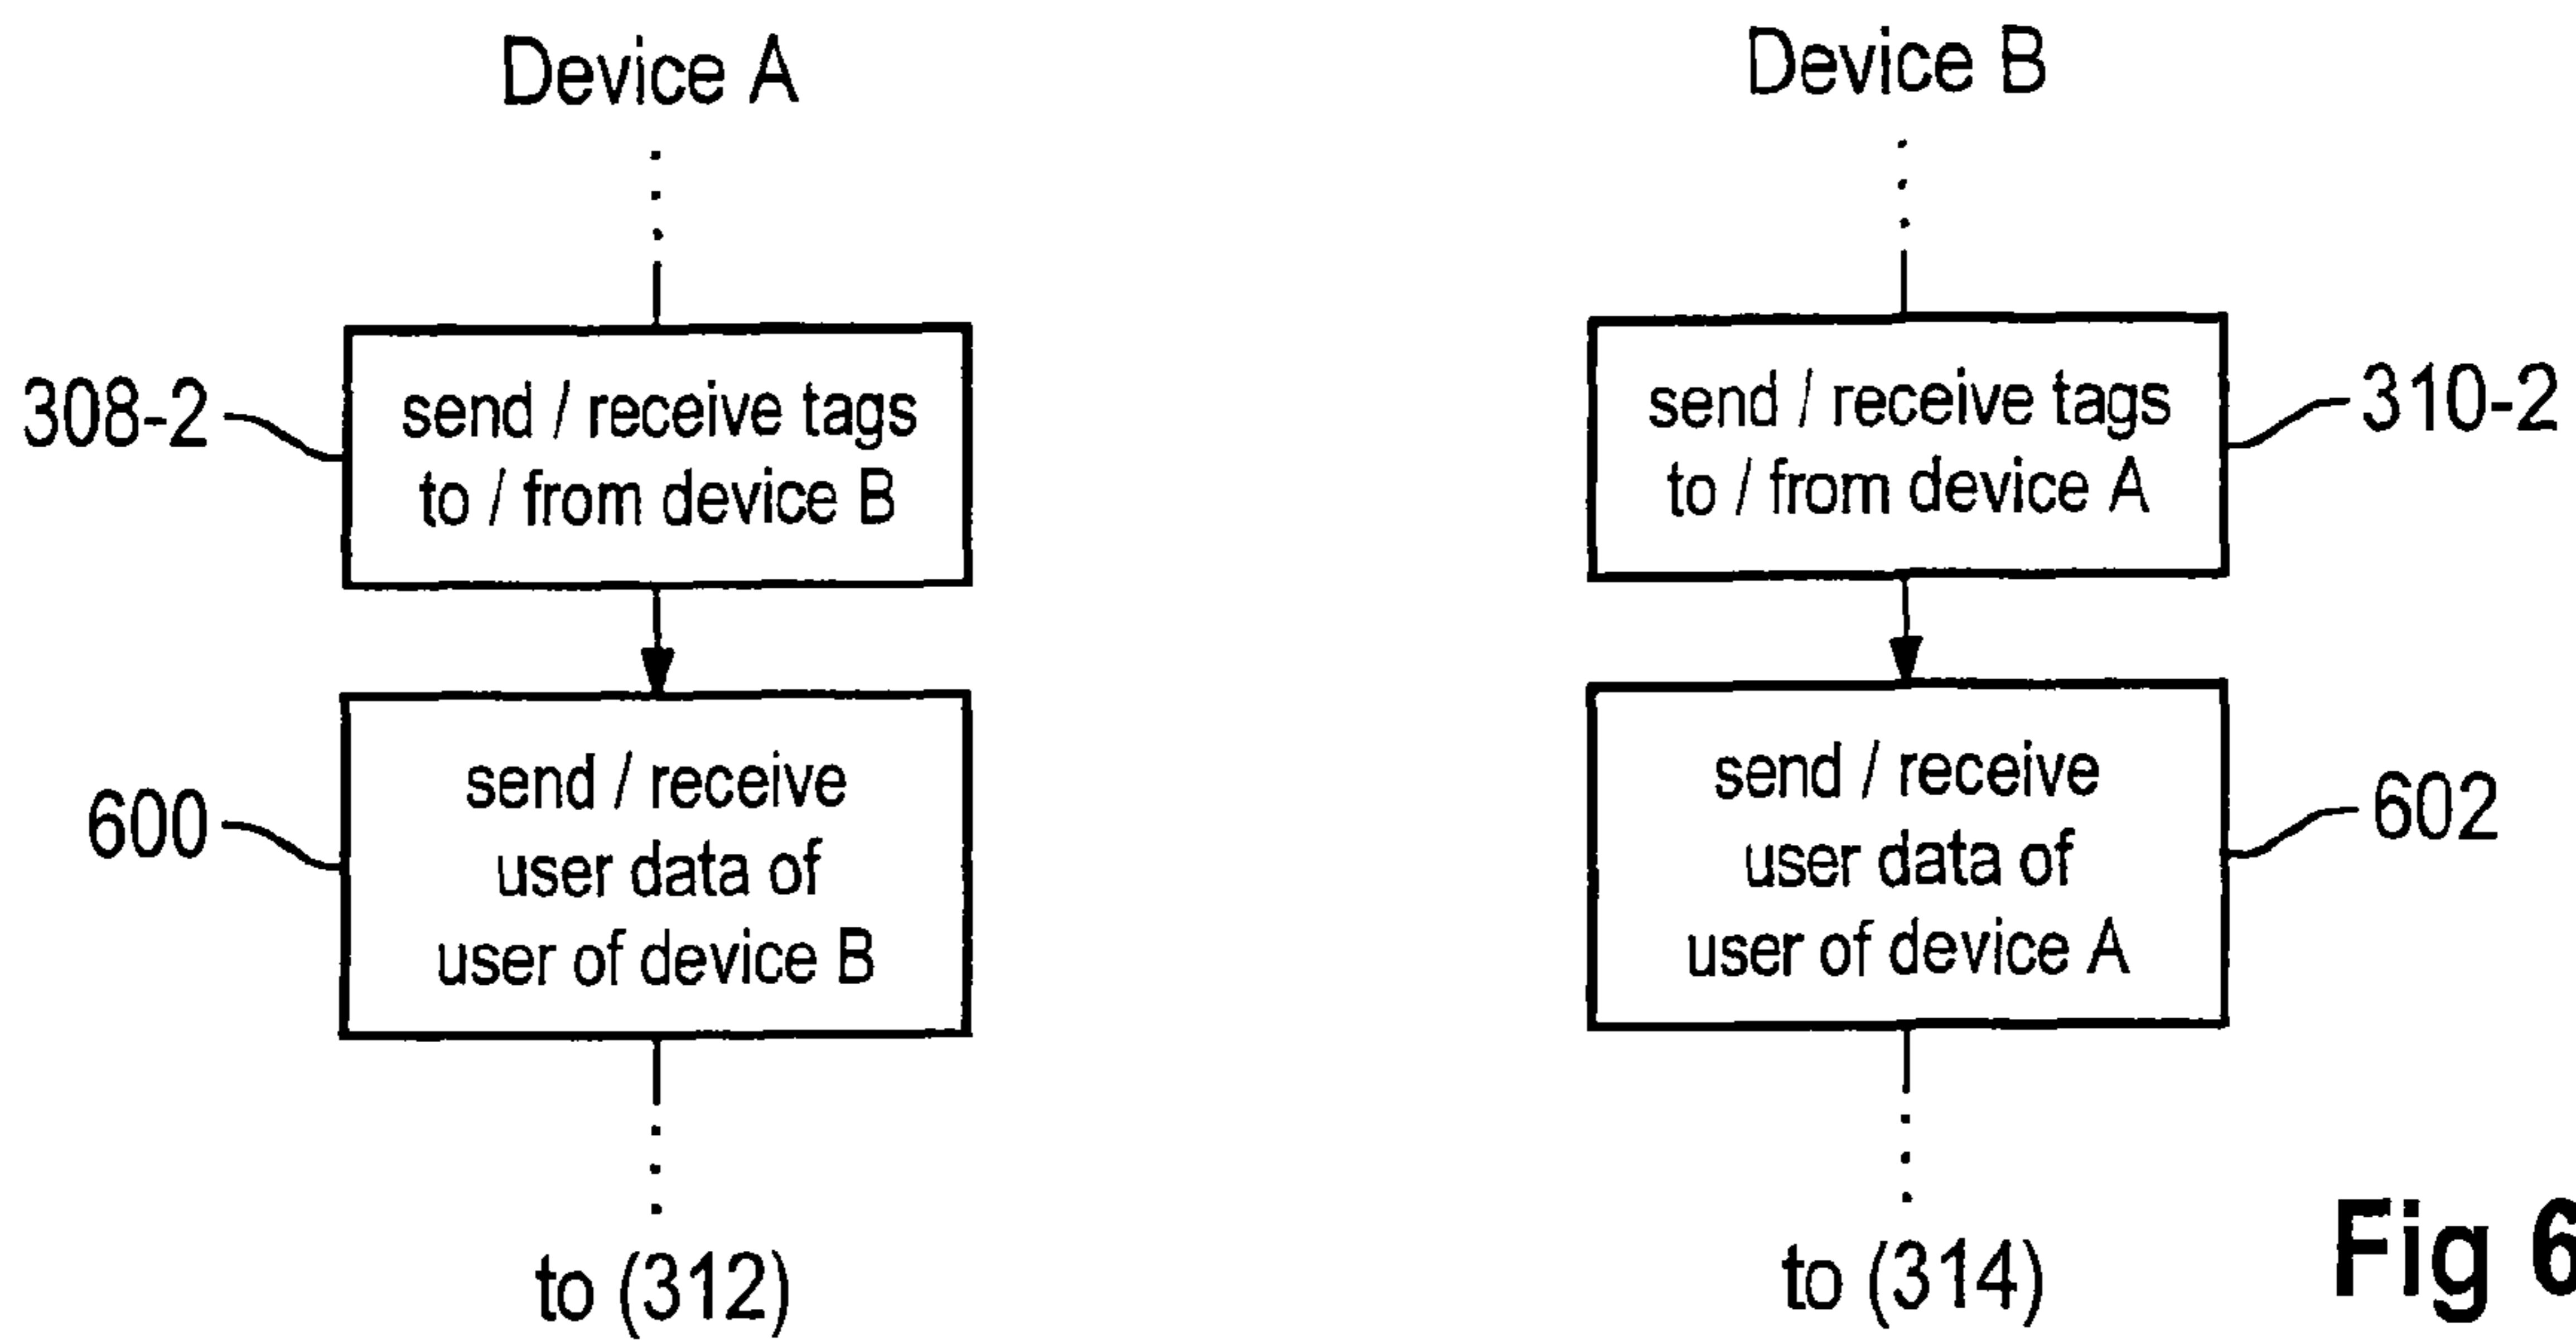 Device A
308-2
send / receive tags
to / from device B
600
send / receive
user data of
user of device B
to (312)
Device B
send / receive tags
to / from device A
310-2
send / receive
user data of
user of device A
602
to (314)
Fig 6